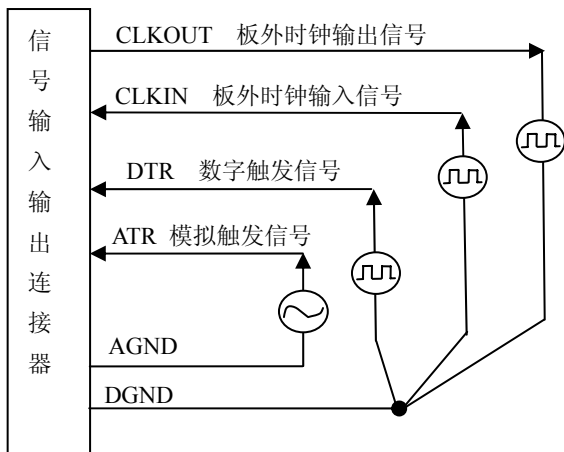 信号输入输出连接器
CLKOUT 板外时钟输出信号
CLKIN 板外时钟输入信号
DTR 数字触发信号
ATR 模拟触发信号
AGND
DGND